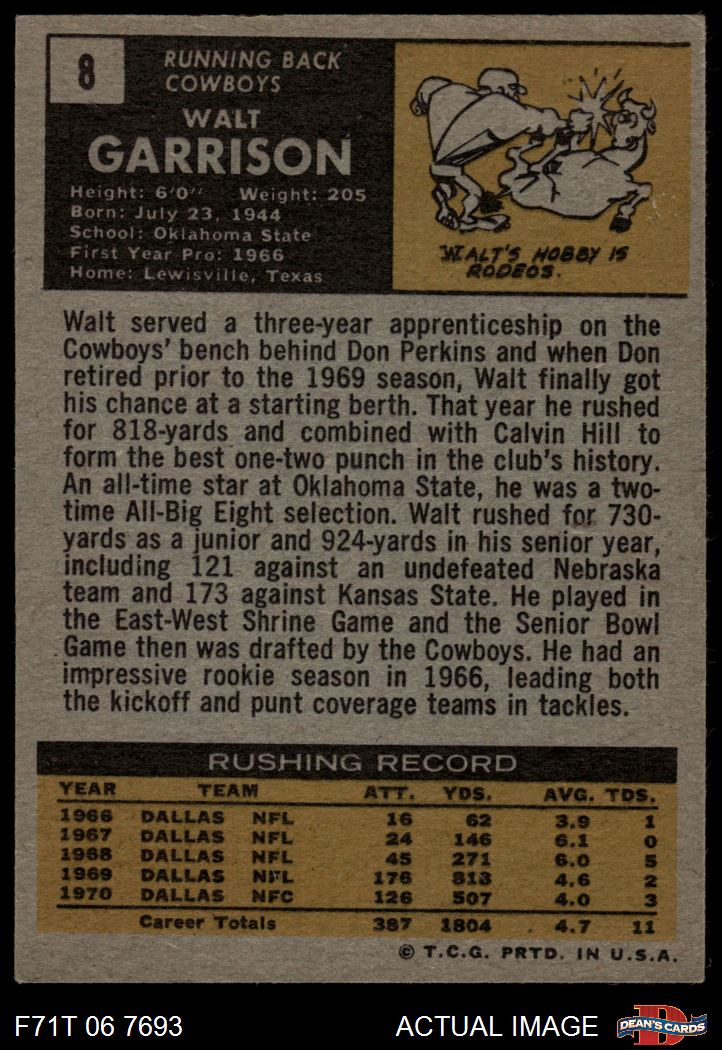 8
RUNNING BACK
COWBOYS
WALT
GARRISON
Height: 6'0" Weight: 205
Born: July 23, 1944
School: Oklahoma State
First Year Pro: 1966
Home: Lewisville, Texas
WALT'S HOBBY IS
RODEOS.
Walt served a three-year apprenticeship on the
Cowboys' bench behind Don Perkins and when Don
retired prior to the 1969 season, Walt finally got
his chance at a starting berth. That year he rushed
for 818-yards and combined with Calvin Hill to
form the best one-two punch in the club's history.
An all-time star at Oklahoma State, he was a two-
time All-Big Eight selection. Walt rushed for 730-
yards as a junior and 924-yards in his senior year,
including 121 against an undefeated Nebraska
team and 173 against Kansas State. He played in
the East-West Shrine Game and the Senior Bowl
Game then was drafted by the Cowboys. He had an
impressive rookie season in 1966, leading both
the kickoff and punt coverage teams in tackles.
RUSHING RECORD
YEAR TEAM ATT. YDS. AVG. TDS.
1966 DALLAS NFL 16 62 3.9 1
1967 DALLAS NFL 24 146 6.1 0
1968 DALLAS NFL 45 271 6.0 5
1969 DALLAS NFL 176 818 4.6 2
1970 DALLAS NFC 126 507 4.0 3
Career Totals 387 1804 4.7 11
© T.C.G. PRTD. IN U.S.A.
F71T 06 7693 ACTUAL IMAGE DEAN'S CARDS